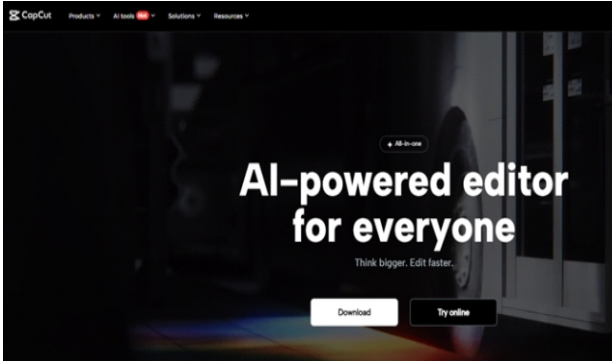 CapCut
Products
AI tools Hot
Solutions
Resources
All-in-one
AI-powered editor
for everyone
Think bigger. Edit faster.
Download
Try online